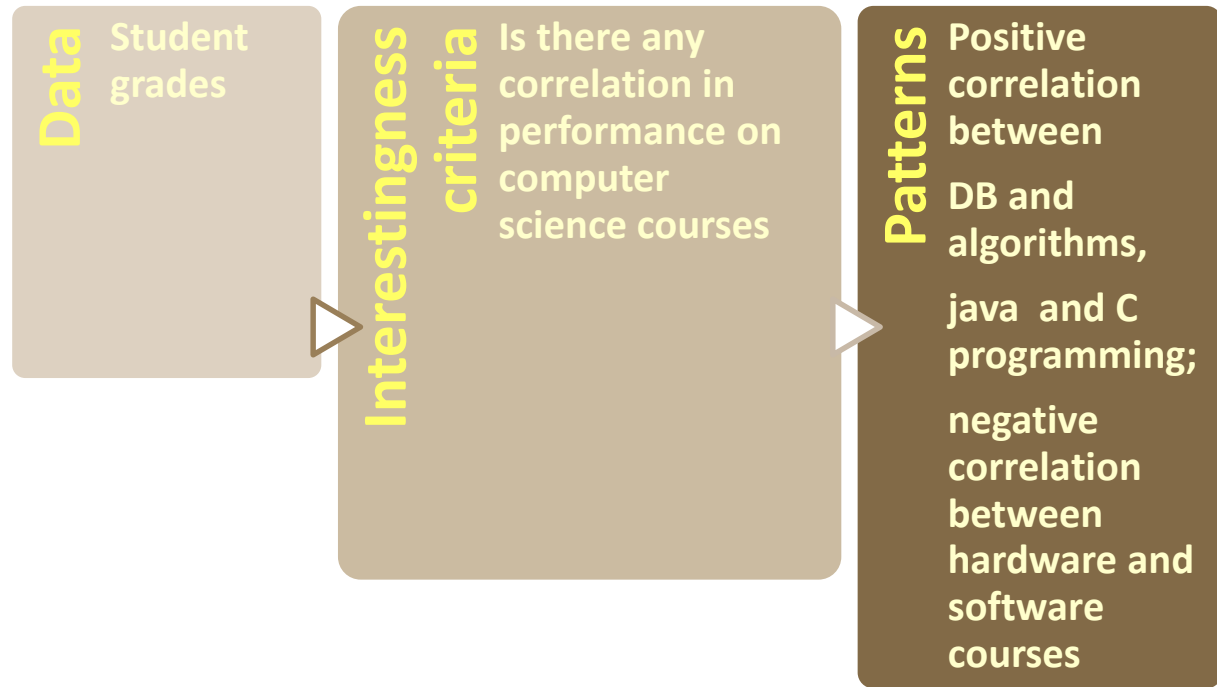 Data
Student
grades
Interestingness
criteria
Is there any
correlation in
performance on
computer
science courses
Patterns
Positive
correlation
between
DB and
algorithms,
java and C
programming;
negative
correlation
between
hardware and
software
courses